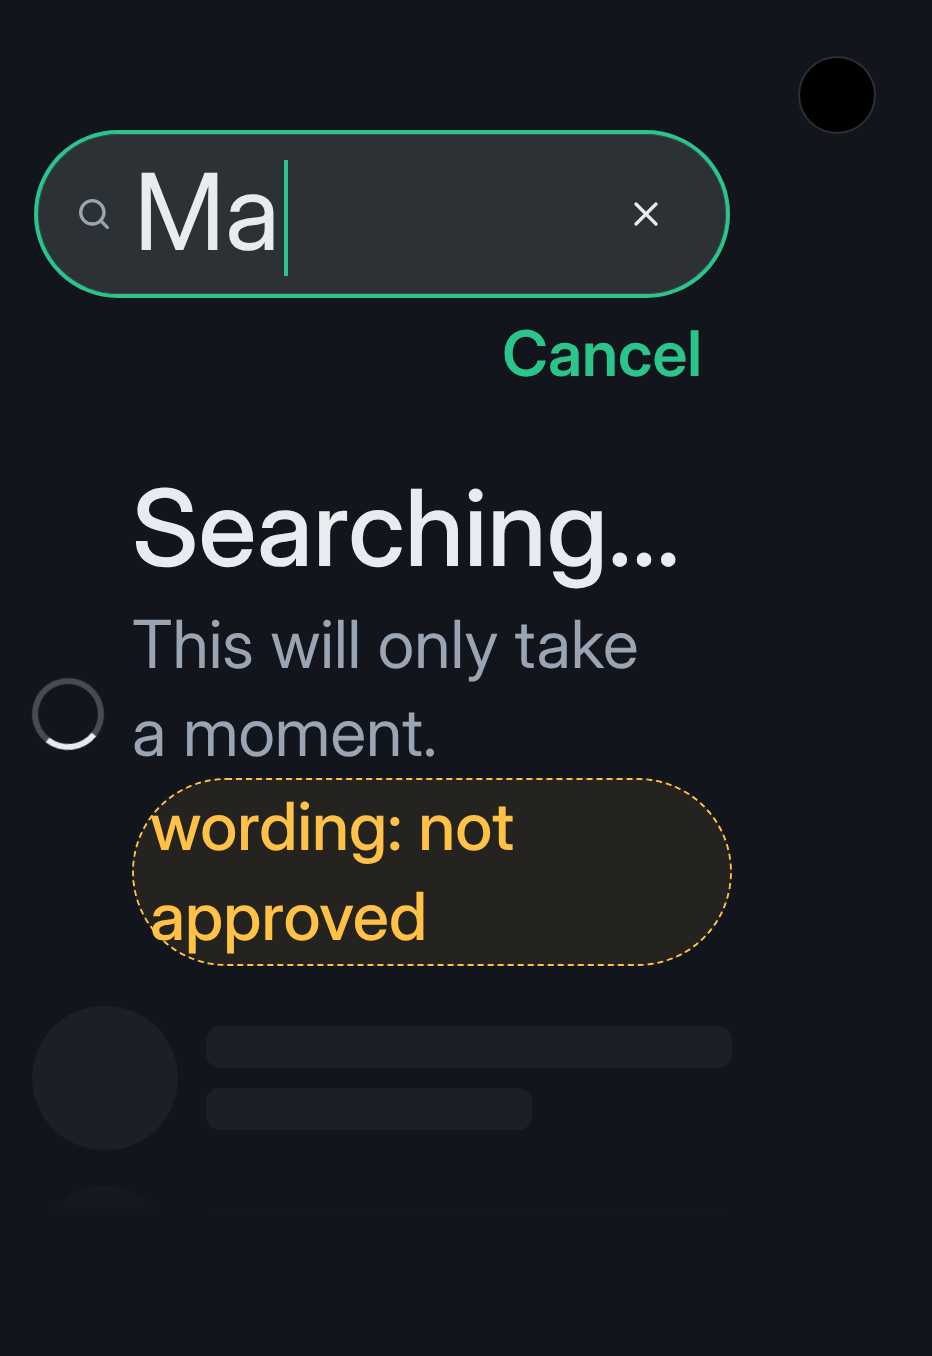 Ma
Cancel
Searching...
This will only take
a moment.
wording: not
approved